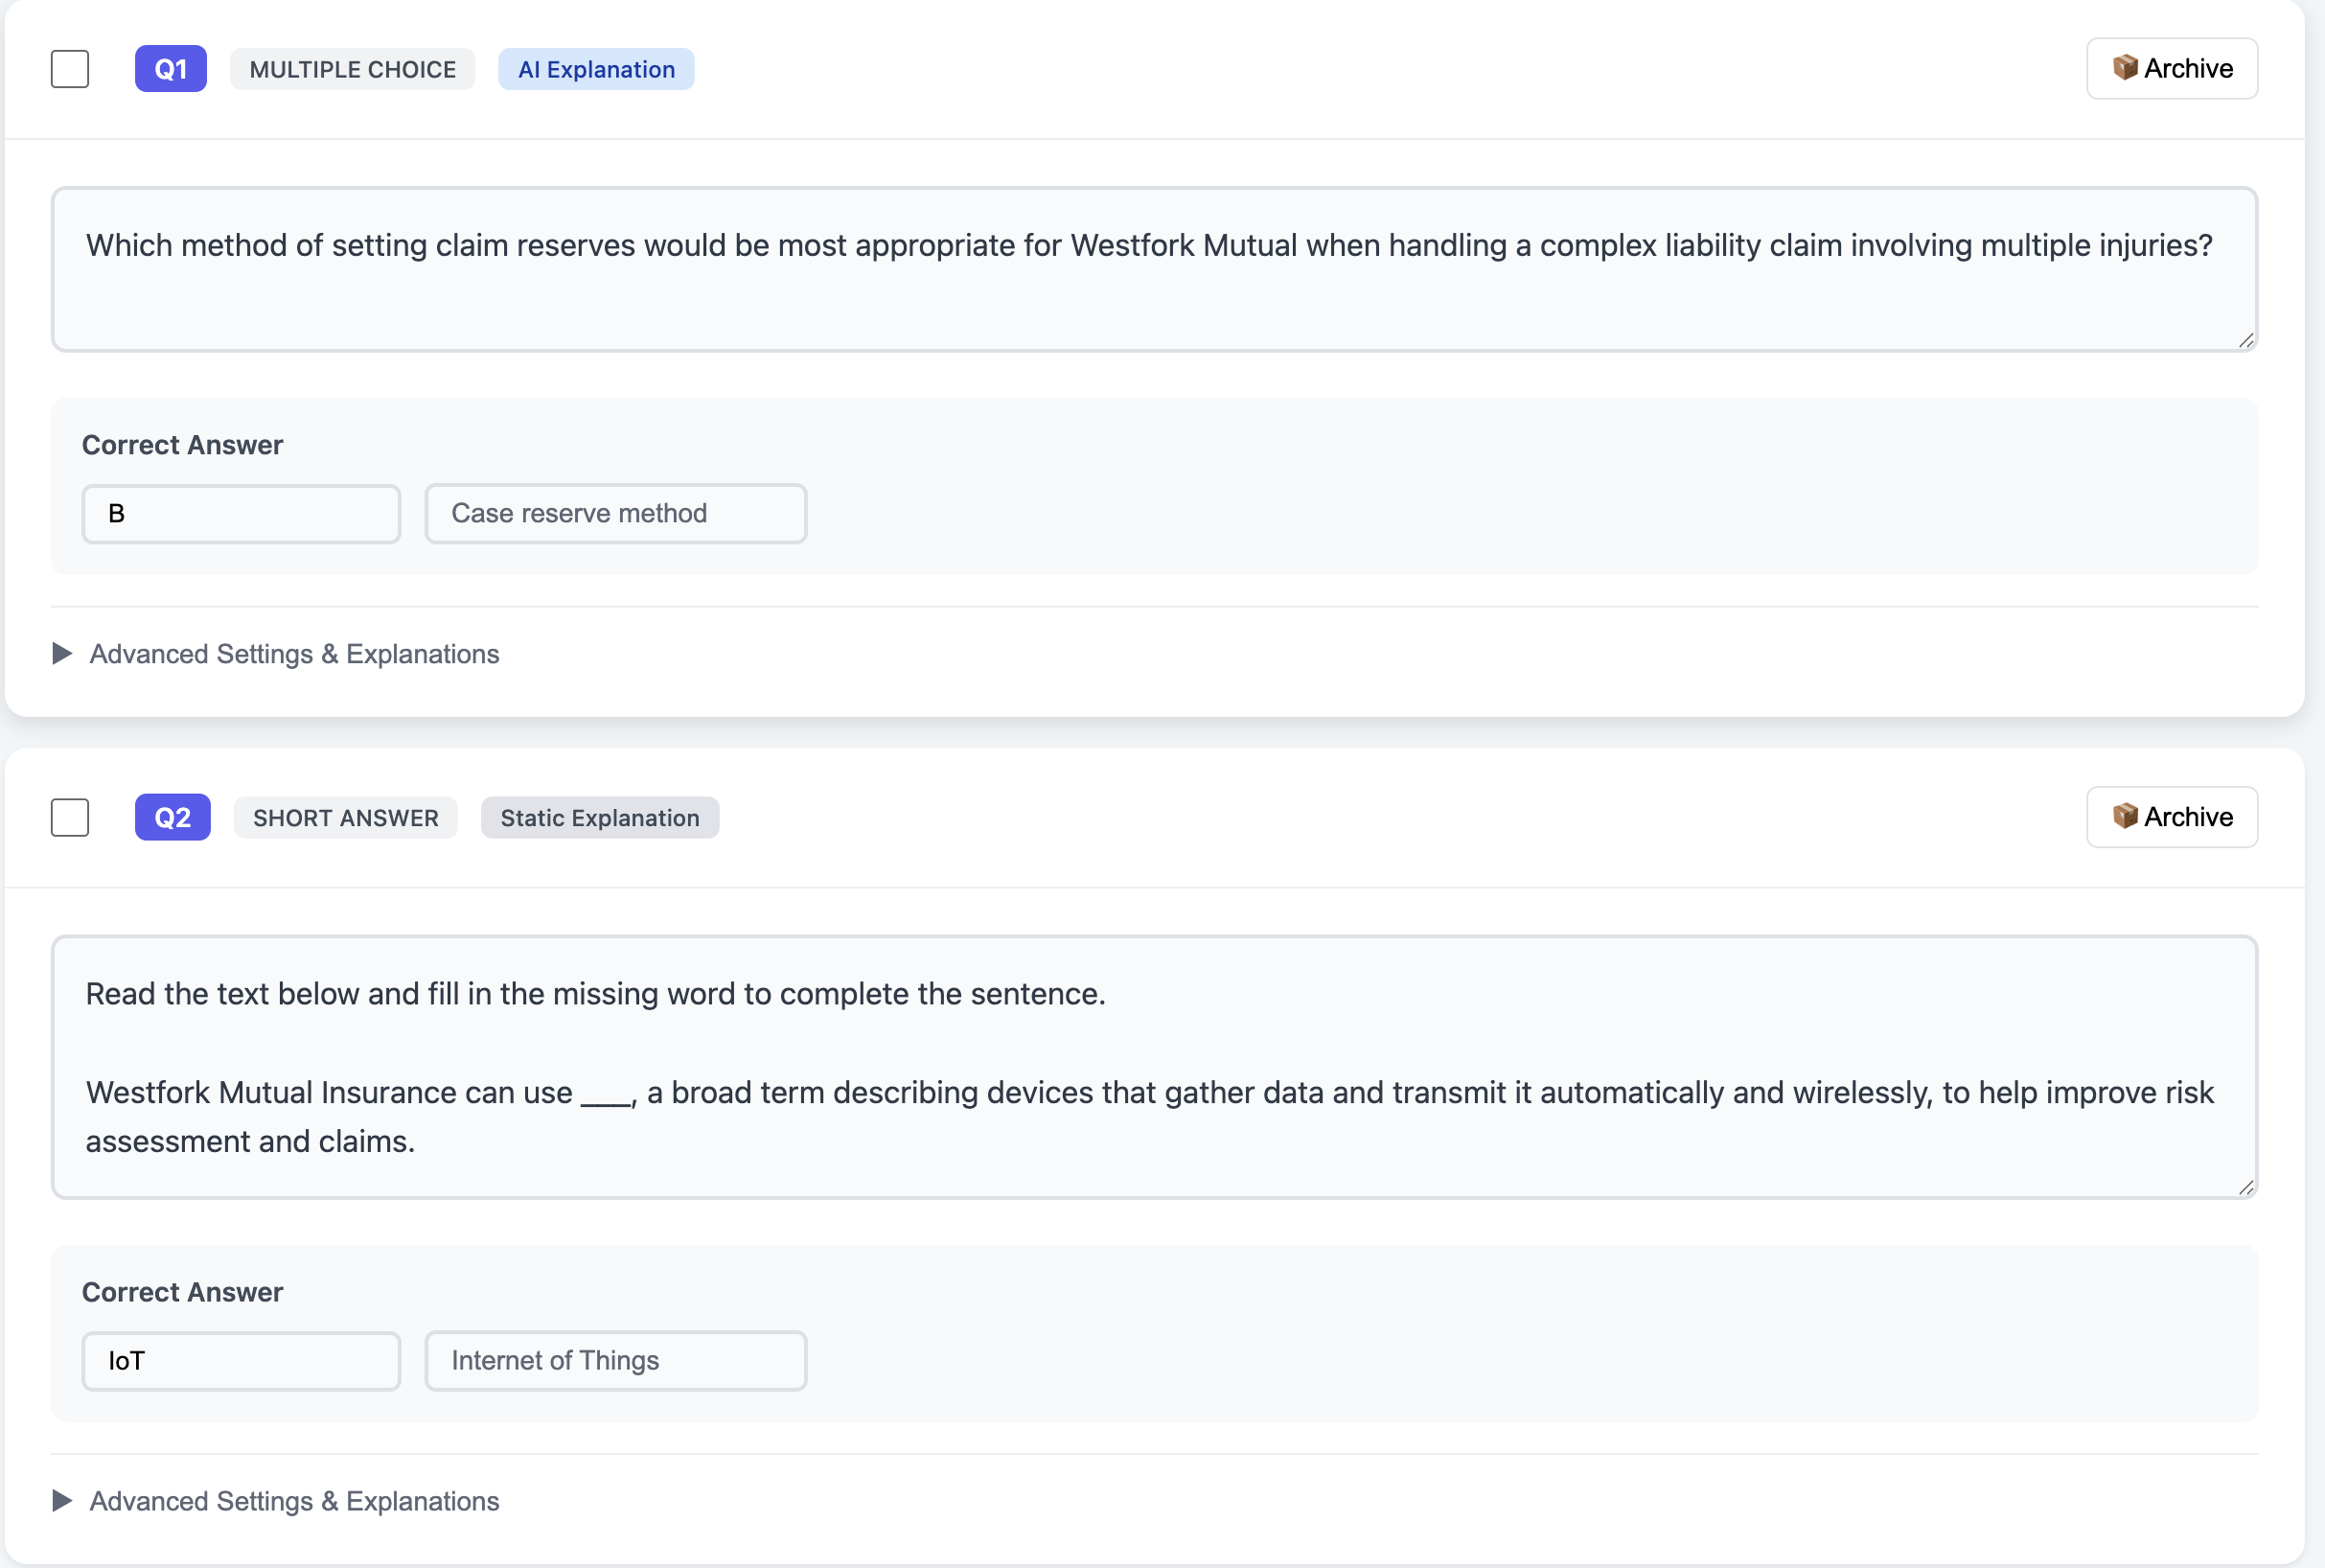 Q1 MULTIPLE CHOICE AI Explanation Archive
Which method of setting claim reserves would be most appropriate for Westfork Mutual when handling a complex liability claim involving multiple injuries?
Correct Answer
B Case reserve method
Advanced Settings & Explanations
Q2 SHORT ANSWER Static Explanation Archive
Read the text below and fill in the missing word to complete the sentence.
Westfork Mutual Insurance can use ___, a broad term describing devices that gather data and transmit it automatically and wirelessly, to help improve risk
assessment and claims.
Correct Answer
IoT Internet of Things
Advanced Settings & Explanations